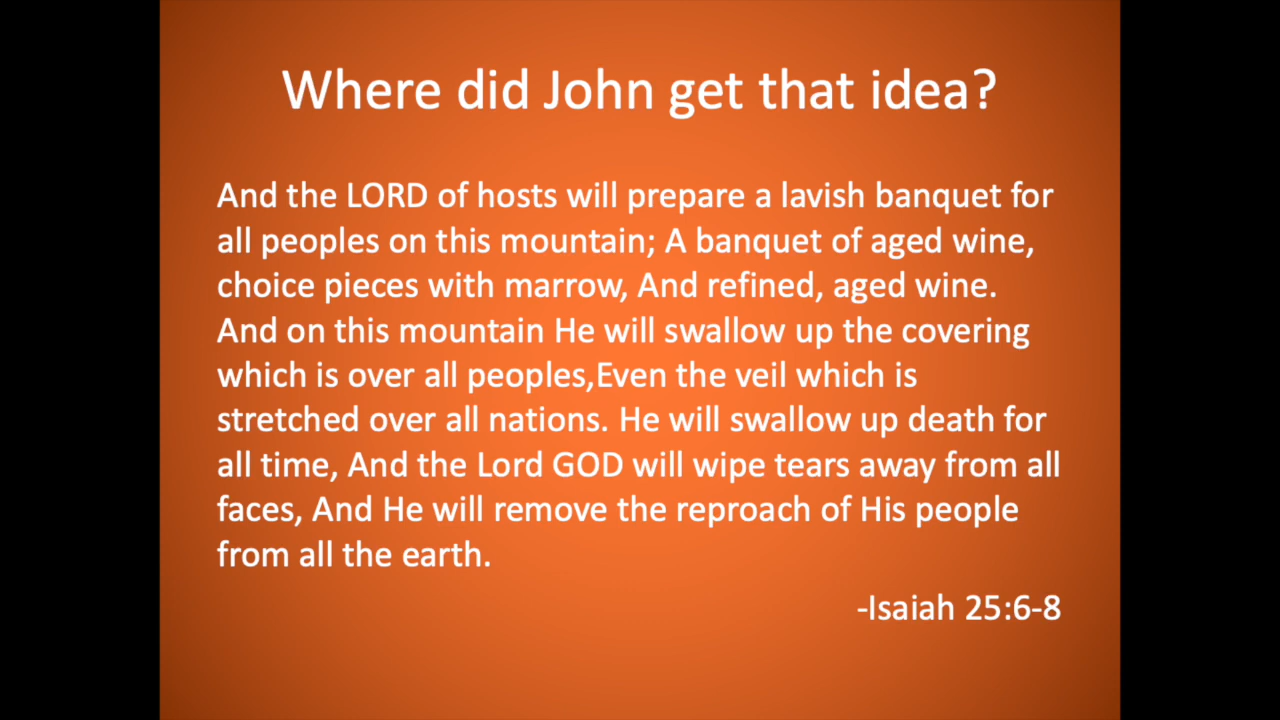 Where did John get that idea?
And the LORD of hosts will prepare a lavish banquet for
all peoples on this mountain; A banquet of aged wine,
choice pieces with marrow, And refined, aged wine.
And on this mountain He will swallow up the covering
which is over all peoples,Even the veil which is
stretched over all nations. He will swallow up death for
all time, And the Lord GOD will wipe tears away from all
faces, And He will remove the reproach of His people
from all the earth.
-Isaiah 25:6-8